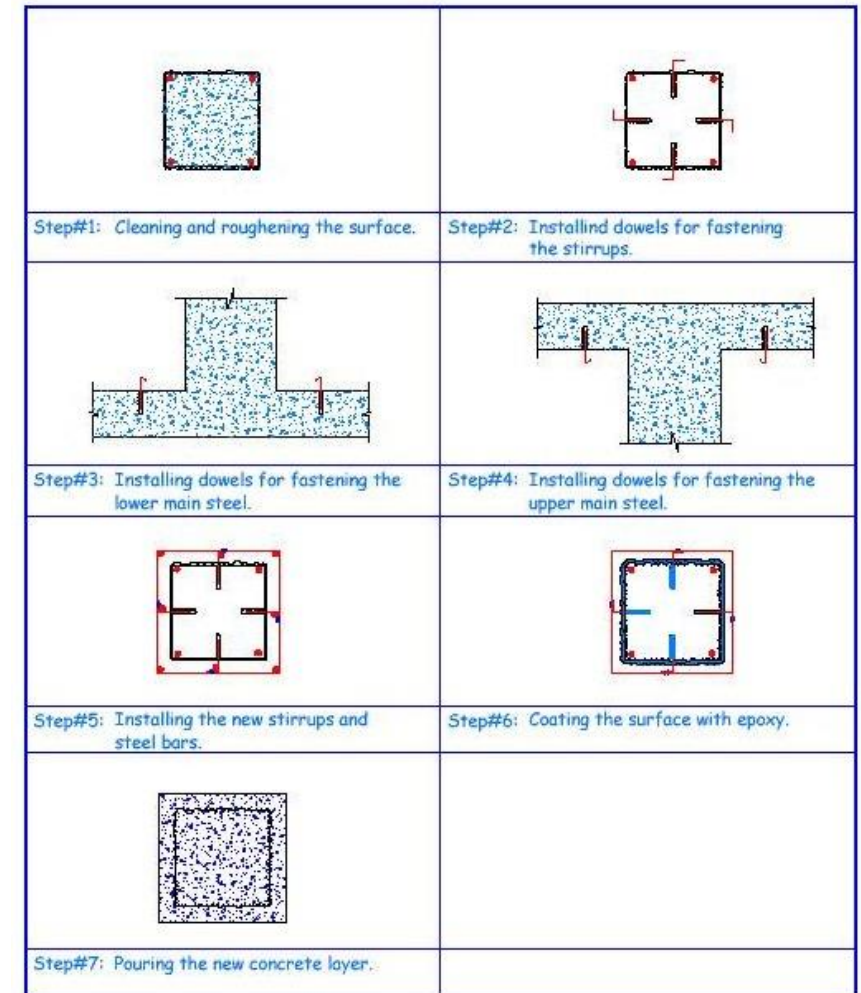 Step#1: Cleaning and roughening the surface.
Step#2: Installind dowels for fastening
the stirrups.
Step#3: Installing dowels for fastening the
lower main steel.
Step#4: Installing dowels for fastening the
upper main steel.
Step#5: Installing the new stirrups and
steel bars.
Step#6: Coating the surface with epoxy.
Step#7: Pouring the new concrete layer.